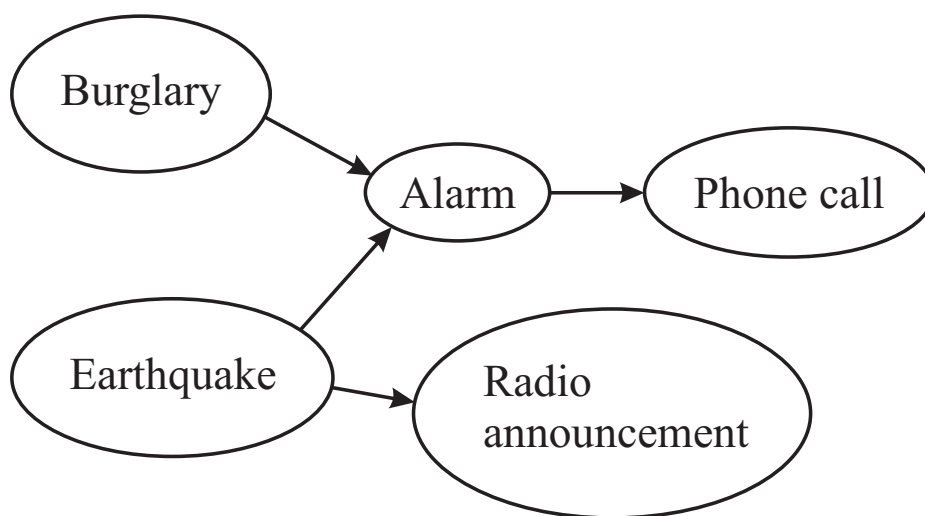 Burglary
Alarm
Phone call
Earthquake
Radio
announcement